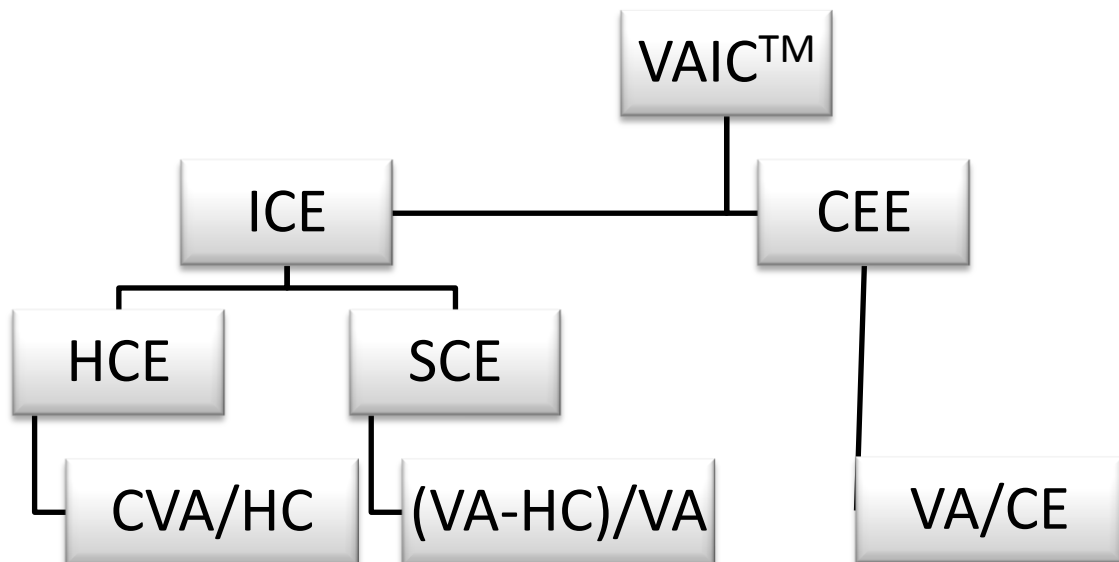 VAIC™
ICE
CEE
HCE
SCE
CVA/HC
(VA-HC)/VA
VA/CE